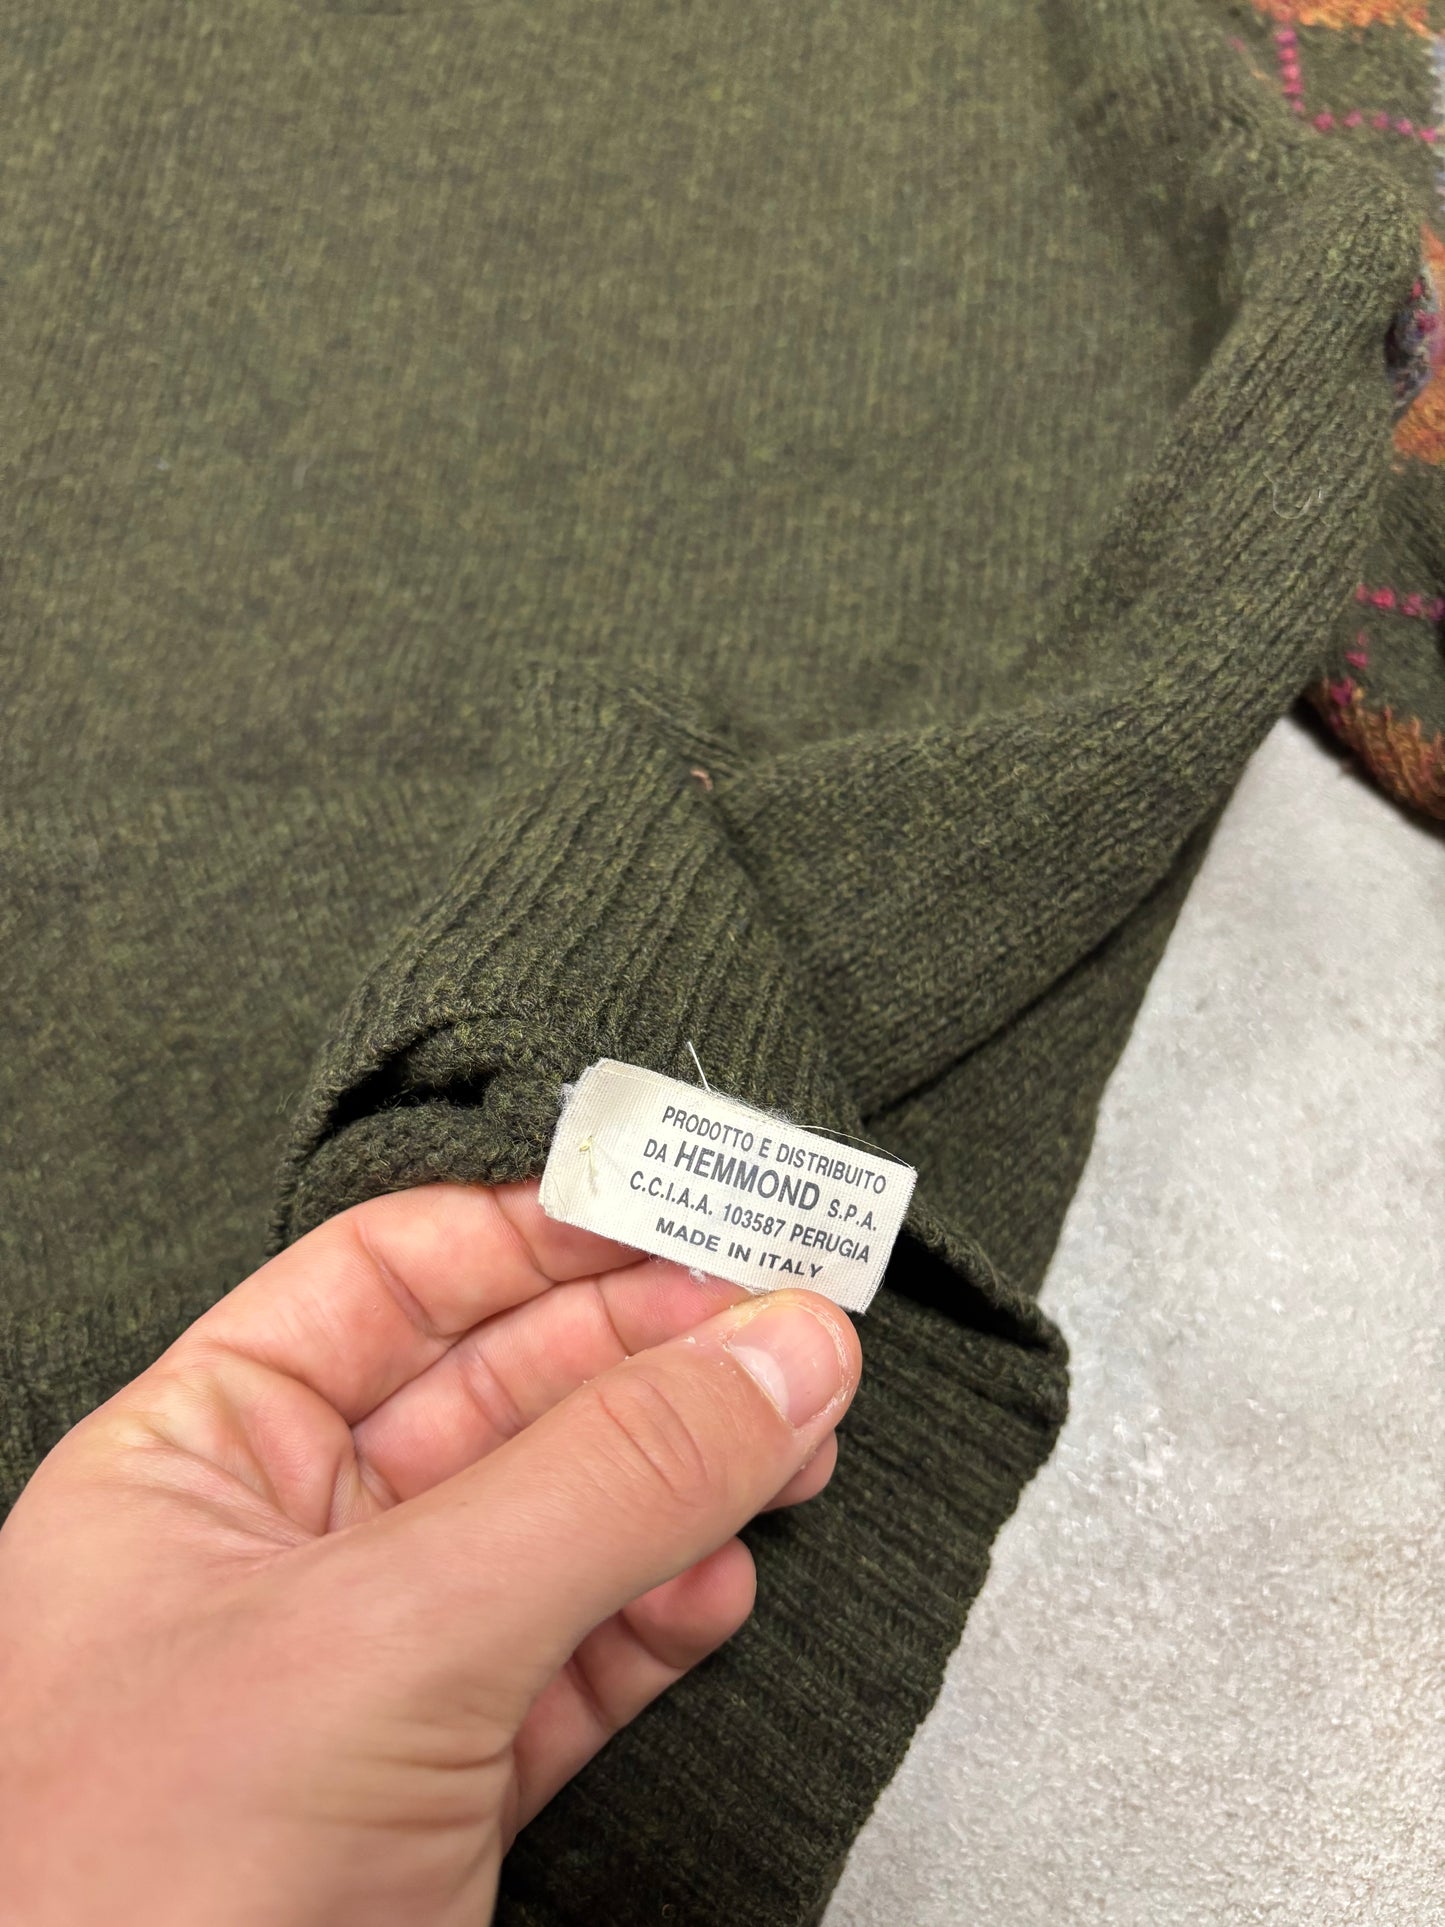 PRODOTTO E DISTRIBUITO
DA HEMMOND S.P.A.
C.C.I.A.A. 103587 PERUGIA
MADE IN ITALY